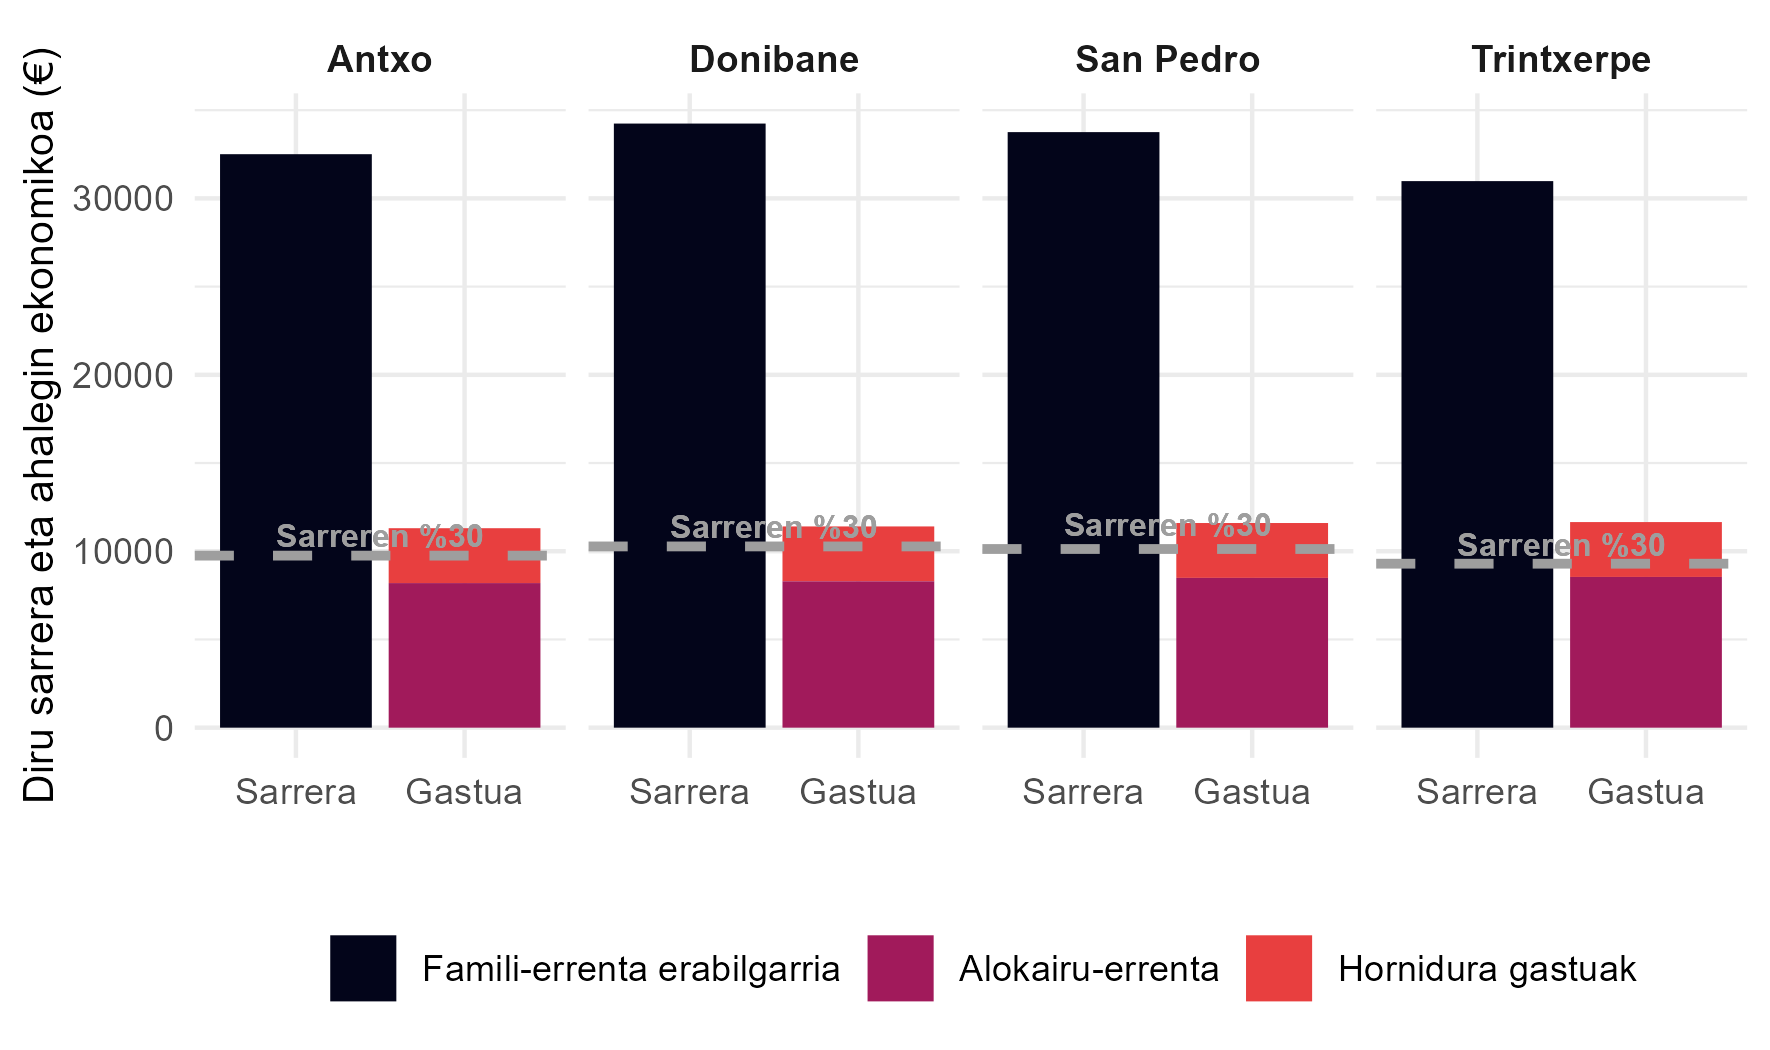 Antxo Donibane San Pedro Trintxerpe
Diru sarrera eta ahalegin ekonomikoa (€)
30000
20000
10000
0
Sarreren %30 Sarreren %30 Sarreren %30 Sarreren %30
Sarrera Gastua Sarrera Gastua Sarrera Gastua Sarrera Gastua
Famili-errenta erabilgarria Alokairu-errenta Hornidura gastuak